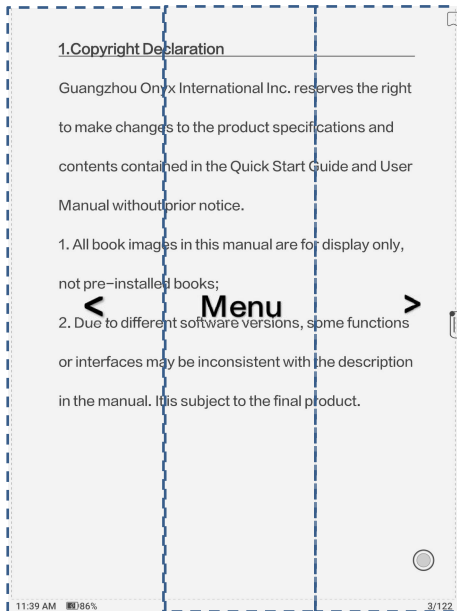 1.Copyright Declaration
Guangzhou Onyx International Inc. reserves the right
to make changes to the product specifications and
contents contained in the Quick Start Guide and User
Manual without prior notice.
1. All book images in this manual are for display only,
not pre-installed books;
< Menu >
2. Due to different software versions, some functions
or interfaces may be inconsistent with the description
in the manual. It is subject to the final product.
11:39 AM 86% 3/122